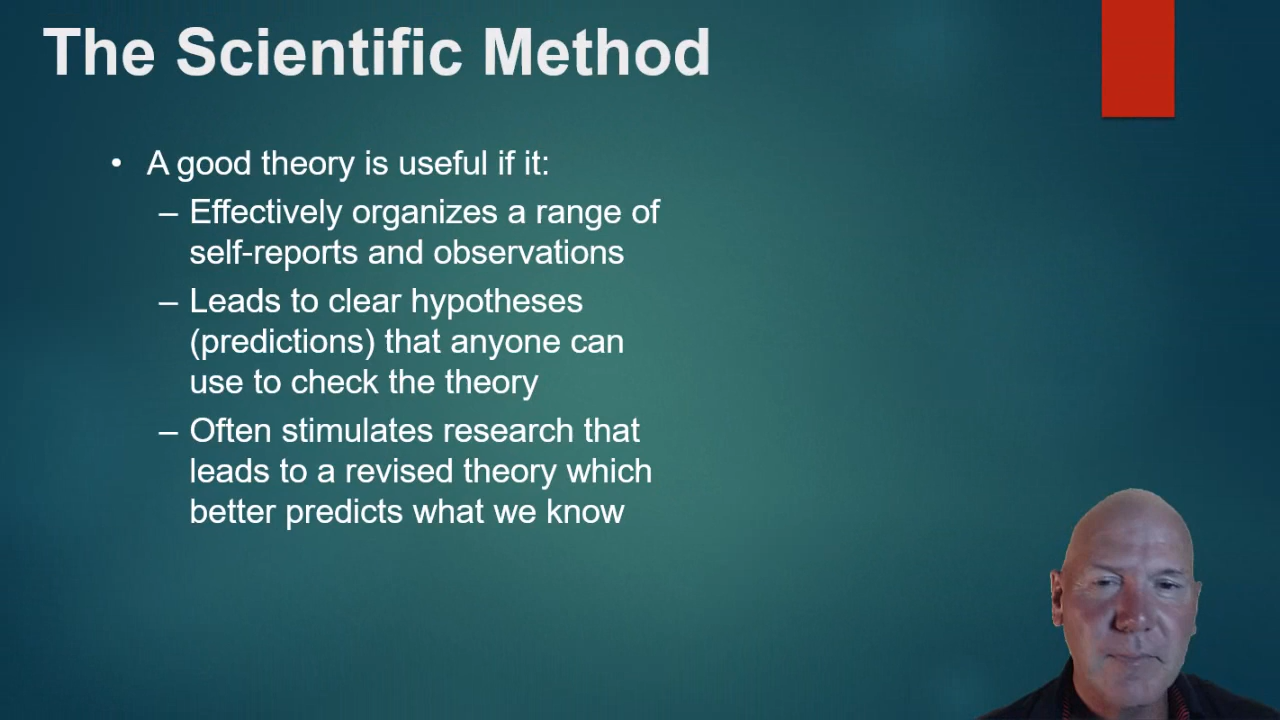 The Scientific Method
• A good theory is useful if it:
– Effectively organizes a range of
self-reports and observations
– Leads to clear hypotheses
(predictions) that anyone can
use to check the theory
– Often stimulates research that
leads to a revised theory which
better predicts what we know